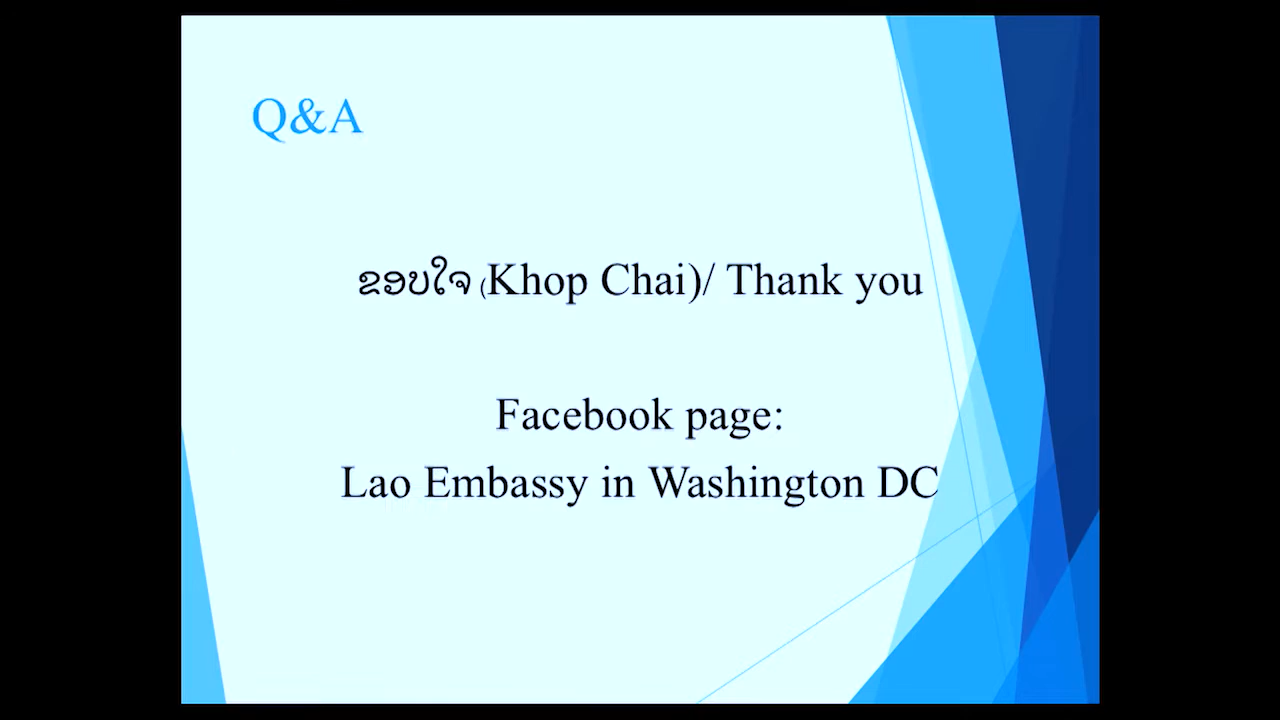 Q&A
ຂອບໃຈ (Khop Chai)/ Thank you
Facebook page:
Lao Embassy in Washington DC